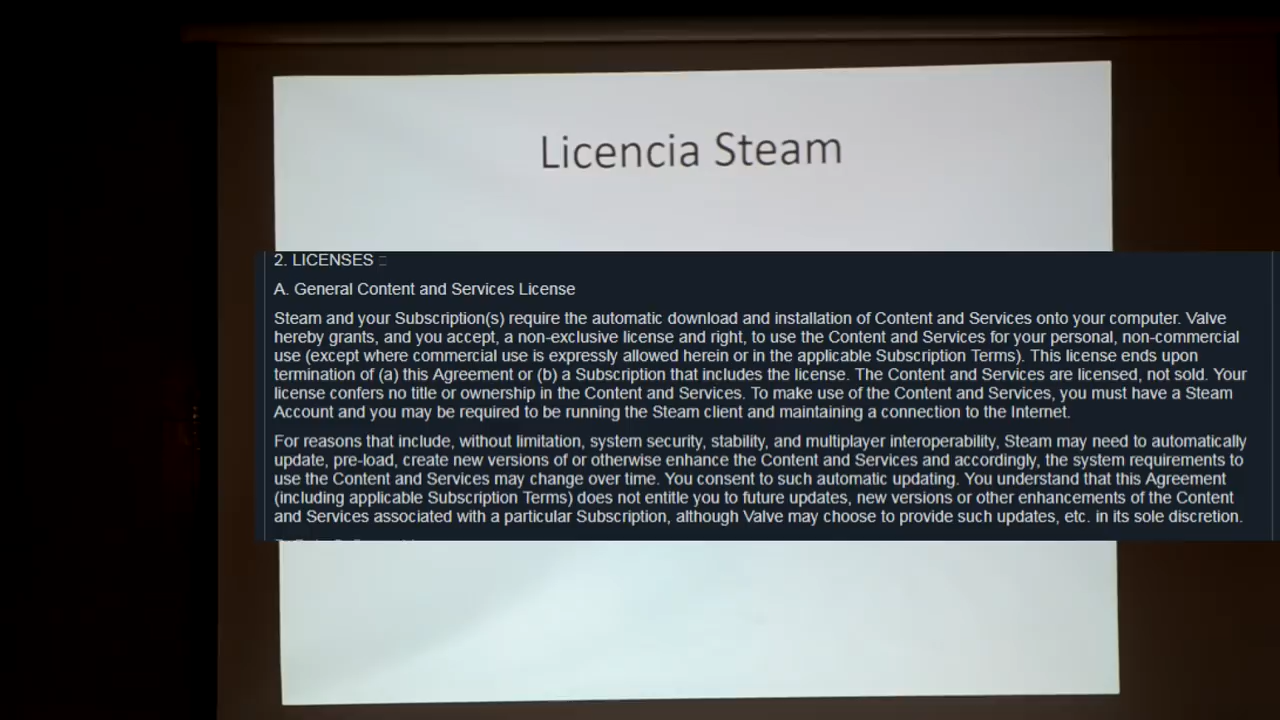 Licencia Steam
2. LICENSES
A. General Content and Services License
Steam and your Subscription(s) require the automatic download and installation of Content and Services onto your computer. Valve
hereby grants, and you accept, a non-exclusive license and right, to use the Content and Services for your personal, non-commercial
use (except where commercial use is expressly allowed herein or in the applicable Subscription Terms). This license ends upon
termination of (a) this Agreement or (b) a Subscription that includes the license. The Content and Services are licensed, not sold. Your
license confers no title or ownership in the Content and Services. To make use of the Content and Services, you must have a Steam
Account and you may be required to be running the Steam client and maintaining a connection to the Internet.
For reasons that include, without limitation, system security, stability, and multiplayer interoperability, Steam may need to automatically
update, pre-load, create new versions of or otherwise enhance the Content and Services and accordingly, the system requirements to
use the Content and Services may change over time. You consent to such automatic updating. You understand that this Agreement
(including applicable Subscription Terms) does not entitle you to future updates, new versions or other enhancements of the Content
and Services associated with a particular Subscription, although Valve may choose to provide such updates, etc. in its sole discretion.